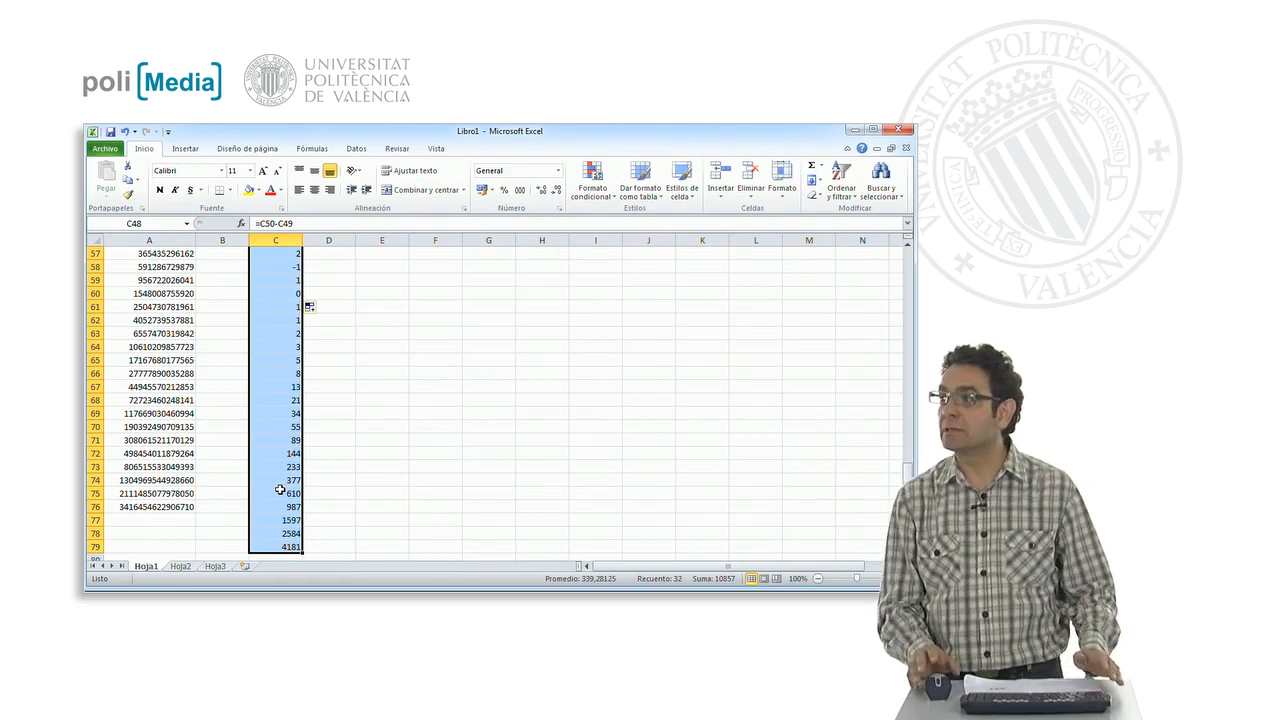 poli [Media]
UNIVERSITAT
POLITÈCNICA
DE VALÈNCIA
UNIVERSITAT POLITÈCNICA DE VALÈNCIA
Libro1 - Microsoft Excel
Archivo Inicio Insertar Diseño de página Fórmulas Datos Revisar Vista
Pegar
Calibri 11
N K S
Ajustar texto
Combinar y centrar
General
% 000
Formato condicional
Dar formato como tabla
Estilos de celda
Insertar Eliminar Formato
Ordenar y filtrar
Buscar y seleccionar
Portapapeles Fuente Alineación Número Estilos Celdas Modificar
C48 fx =C50-C49
A B C D E F G H I J K L M N
57 365435296162 2
58 591286729879 -1
59 956722026041 1
60 1548008755920 0
61 2504730781961 1
62 4052739537881 1
63 6557470319842 2
64 10610209857723 3
65 17167680177565 5
66 27777890035288 8
67 44945570212853 13
68 72723460248141 21
69 117669030460994 34
70 190392490709135 55
71 308061521170129 89
72 498454011879264 144
73 806515533049393 233
74 1304969544928660 377
75 2111485077978050 610
76 3416454622906710 987
77 1597
78 2584
79 4181
Hoja1 Hoja2 Hoja3
Listo Promedio: 339,28125 Recuento: 32 Suma: 10857 100%